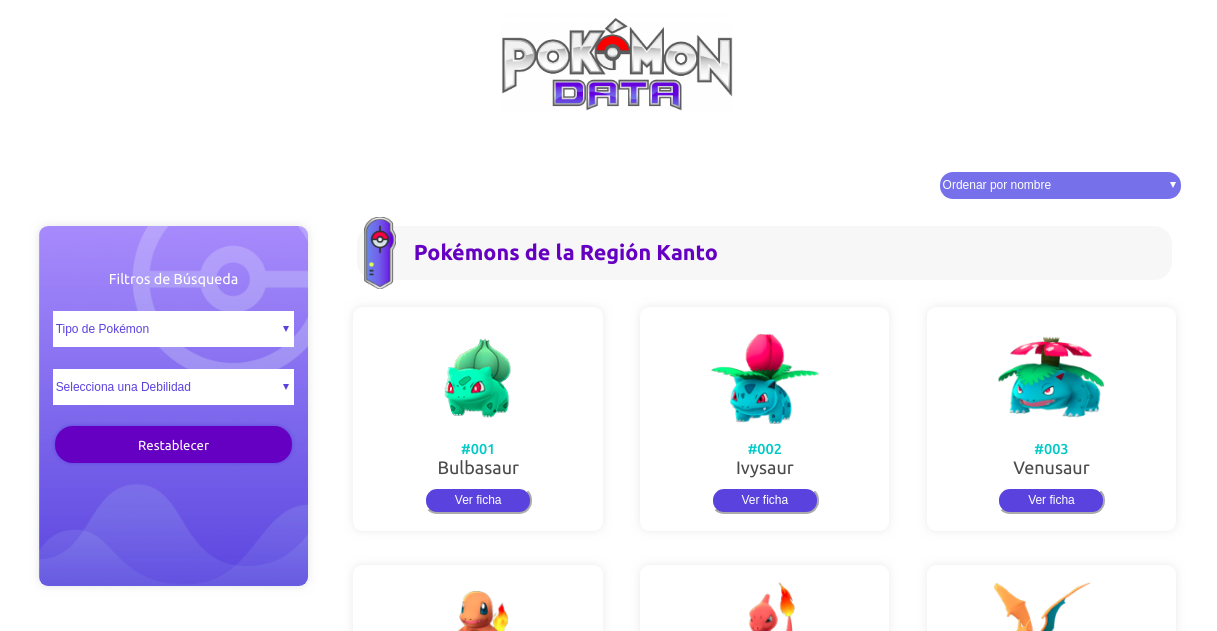 POKÉMON
DATA
Ordenar por nombre
Filtros de Búsqueda
Tipo de Pokémon
Selecciona una Debilidad
Restablecer
Pokémons de la Región Kanto
#001
Bulbasaur
Ver ficha
#002
Ivysaur
Ver ficha
#003
Venusaur
Ver ficha